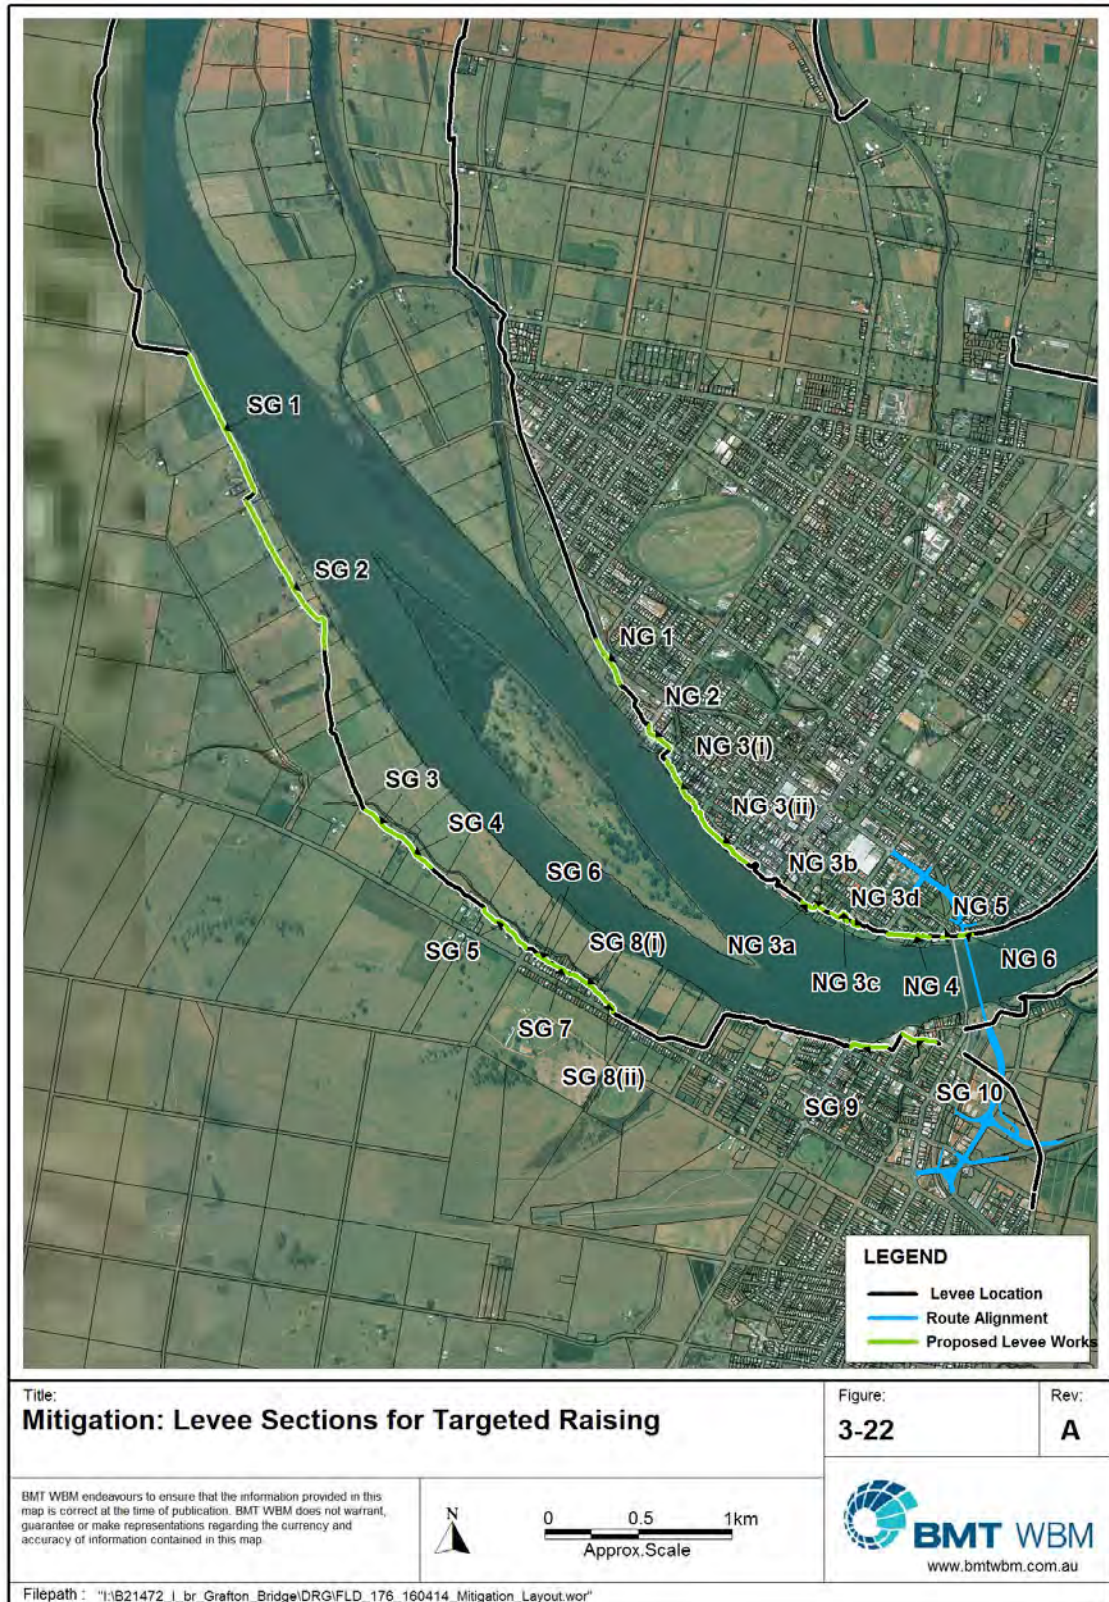 SG 1
SG 2
NG 1
NG 2
NG 3(i)
SG 3
NG 3(ii)
SG 4
NG 3b
SG 6
NG 3d
NG 5
SG 8(i)
SG 5
NG 3a
NG 6
NG 3c
NG 4
SG 7
SG 8(ii)
SG 9
SG 10
LEGEND
Levee Location
Route Alignment
Proposed Levee Works
Title:
Mitigation: Levee Sections for Targeted Raising
Figure:
3-22
Rev:
A
BMT WBM endeavours to ensure that the information provided in this
map is correct at the time of publication. BMT WBM does not warrant,
guarantee or make representations regarding the currency and
accuracy of information contained in this map.
N
0 0.5 1km
Approx.Scale
BMT WBM
www.bmtwbm.com.au
Filepath : "I:\B21472_I_br_Grafton_Bridge\DRG\FLD_176_160414_Mitigation_Layout.wor"